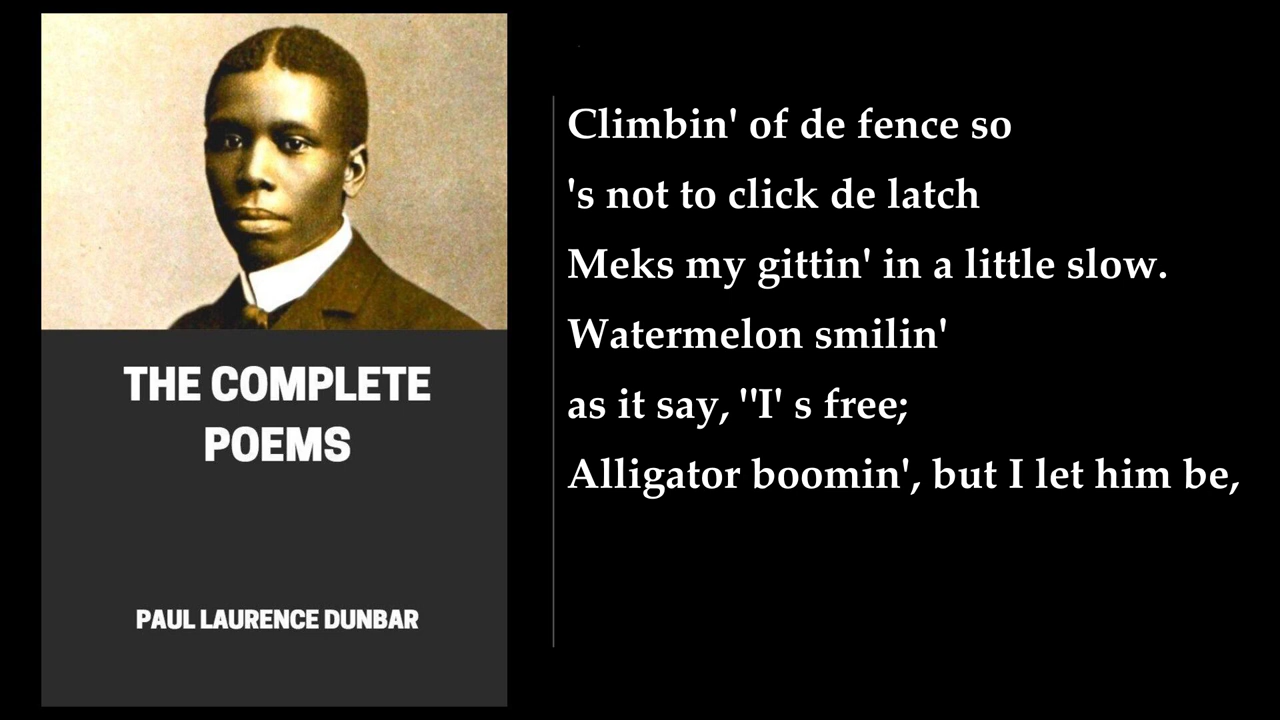 THE COMPLETE
POEMS
PAUL LAURENCE DUNBAR
Climbin' of de fence so
's not to click de latch
Meks my gittin' in a little slow.
Watermelon smilin'
as it say, "I' s free;
Alligator boomin', but I let him be,